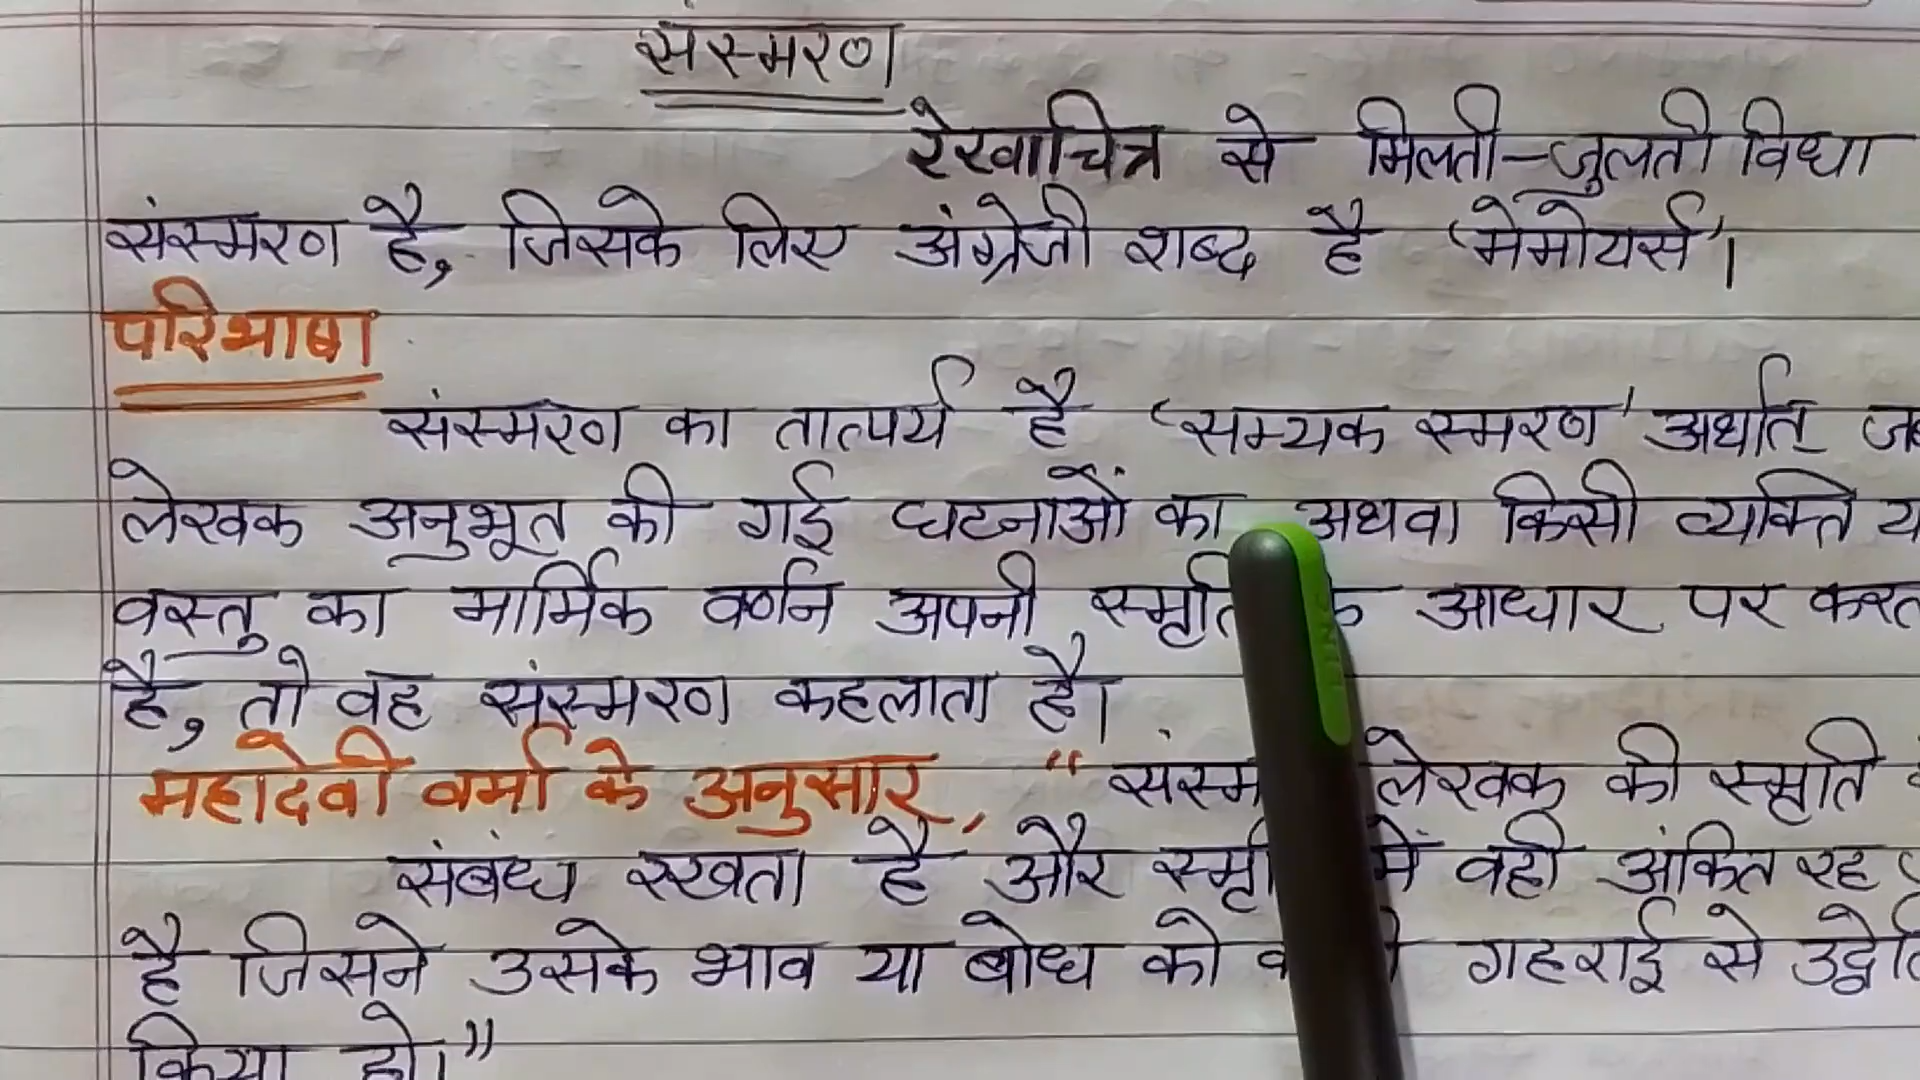 संस्मरण
रेखाचित्र से मिलती-जुलती विधा
संस्मरण है, जिसके लिए अंग्रेजी शब्द है 'मेमोयर्स'।
परिभाषा
संस्मरण का तात्पर्य है 'सम्यक स्मरण' अर्थात्
लेखक अनुभूत की गई घटनाओं का अथवा किसी व्यक्ति
वस्तु का मार्मिक वर्णन अपनी आधार पर
है, तो वह संस्मरण कहलाता है।
महादेवी वर्मा के अनुसार, "लेखक की स्मृति
संबंध रखता है और में वही अंकित रह
है जिसने उसके भाव या बोध को गहराई से
किया हो।"